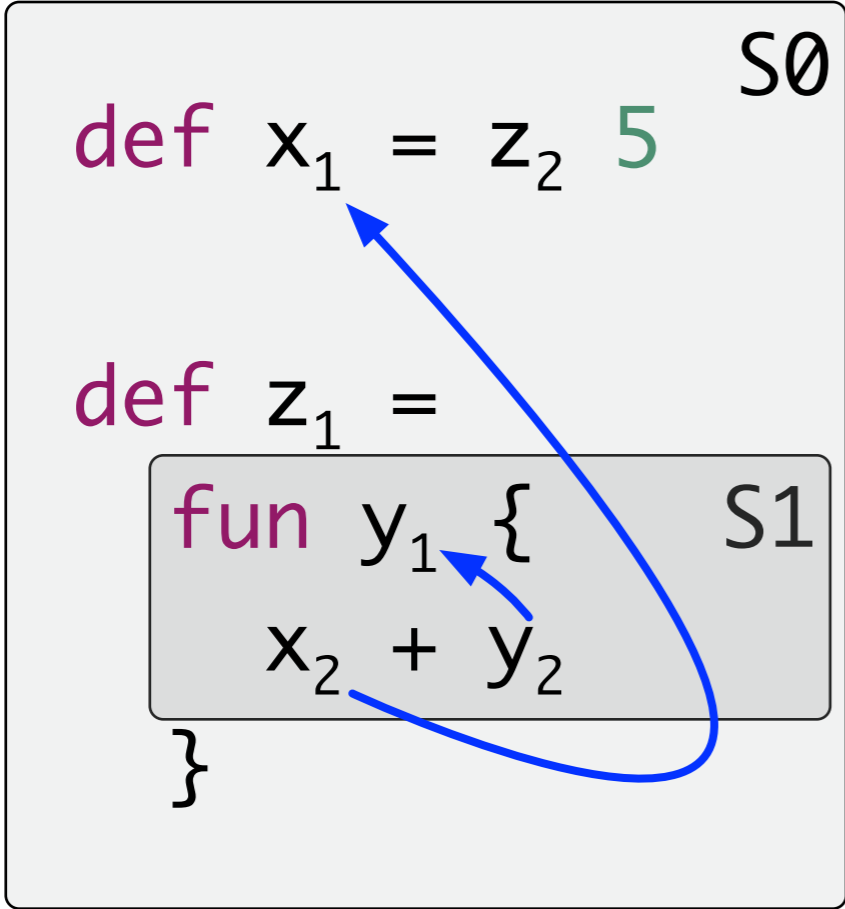 S0
def x₁ = z₂ 5
def z₁ =
fun y₁ { S1
x₂ + y₂
}